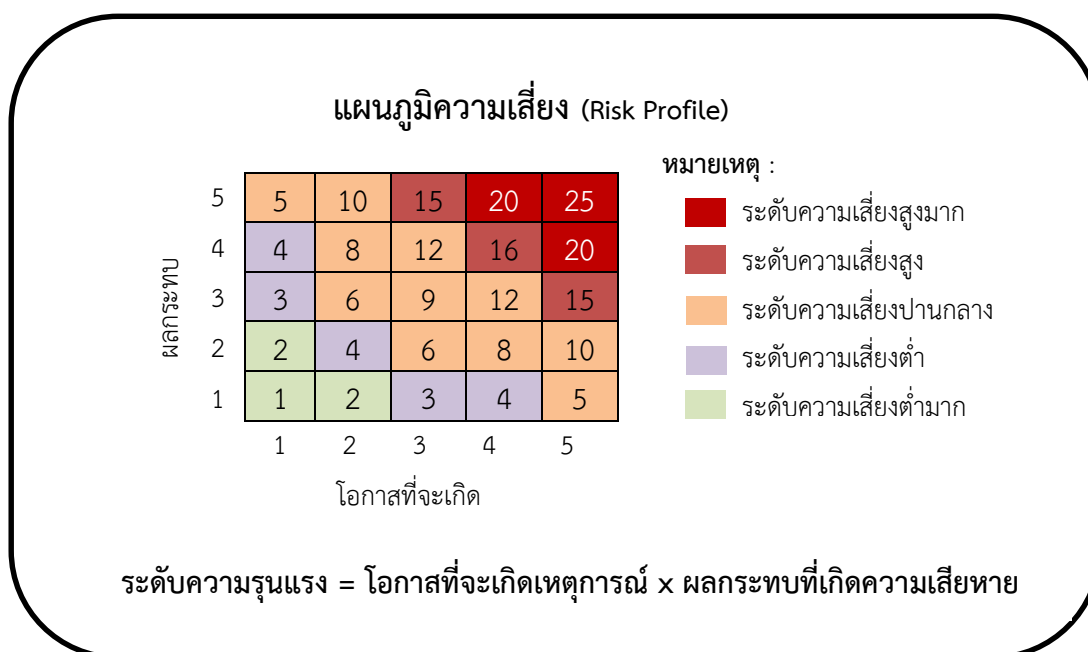 แผนภูมิความเสี่ยง (Risk Profile)
หมายเหตุ :
ผลกระทบ
5 5 10 15 20 25
4 4 8 12 16 20
3 3 6 9 12 15
2 2 4 6 8 10
1 1 2 3 4 5
1 2 3 4 5
โอกาสที่จะเกิด
ระดับความเสี่ยงสูงมาก
ระดับความเสี่ยงสูง
ระดับความเสี่ยงปานกลาง
ระดับความเสี่ยงต่ำ
ระดับความเสี่ยงต่ำมาก
ระดับความรุนแรง = โอกาสที่จะเกิดเหตุการณ์ x ผลกระทบที่เกิดความเสียหาย